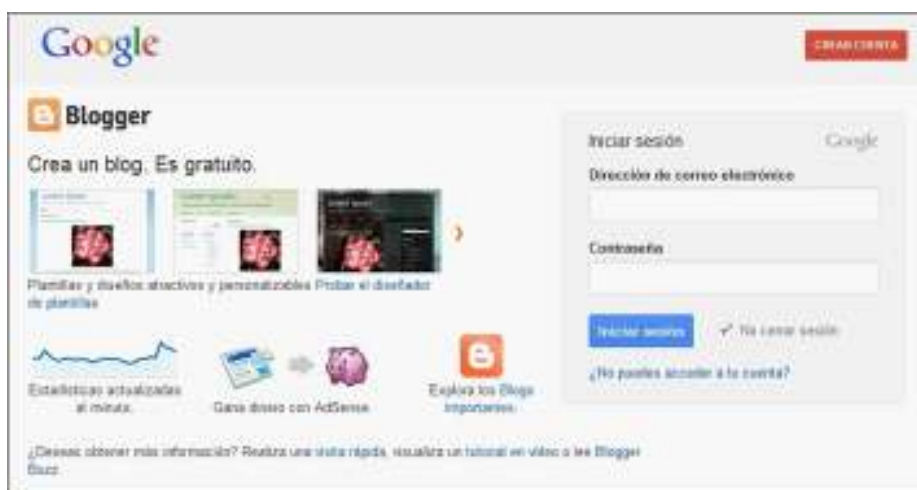 Google
CREAR CUENTA
Blogger
Crea un blog. Es gratuito.
Plantillas y diseños atractivos y personalizables Probar el diseñador
de plantillas
Estadísticas actualizadas
al minuto.
Gana dinero con AdSense
Explora los Blogs
importantes.
¿Deseas obtener más información? Realiza una visita rápida, visualiza un tutorial en vídeo o lee Blogger
Buzz.
Iniciar sesión
Google
Dirección de correo electrónico
Contraseña
Iniciar sesión
No cerrar sesión
¿No puedes acceder a tu cuenta?